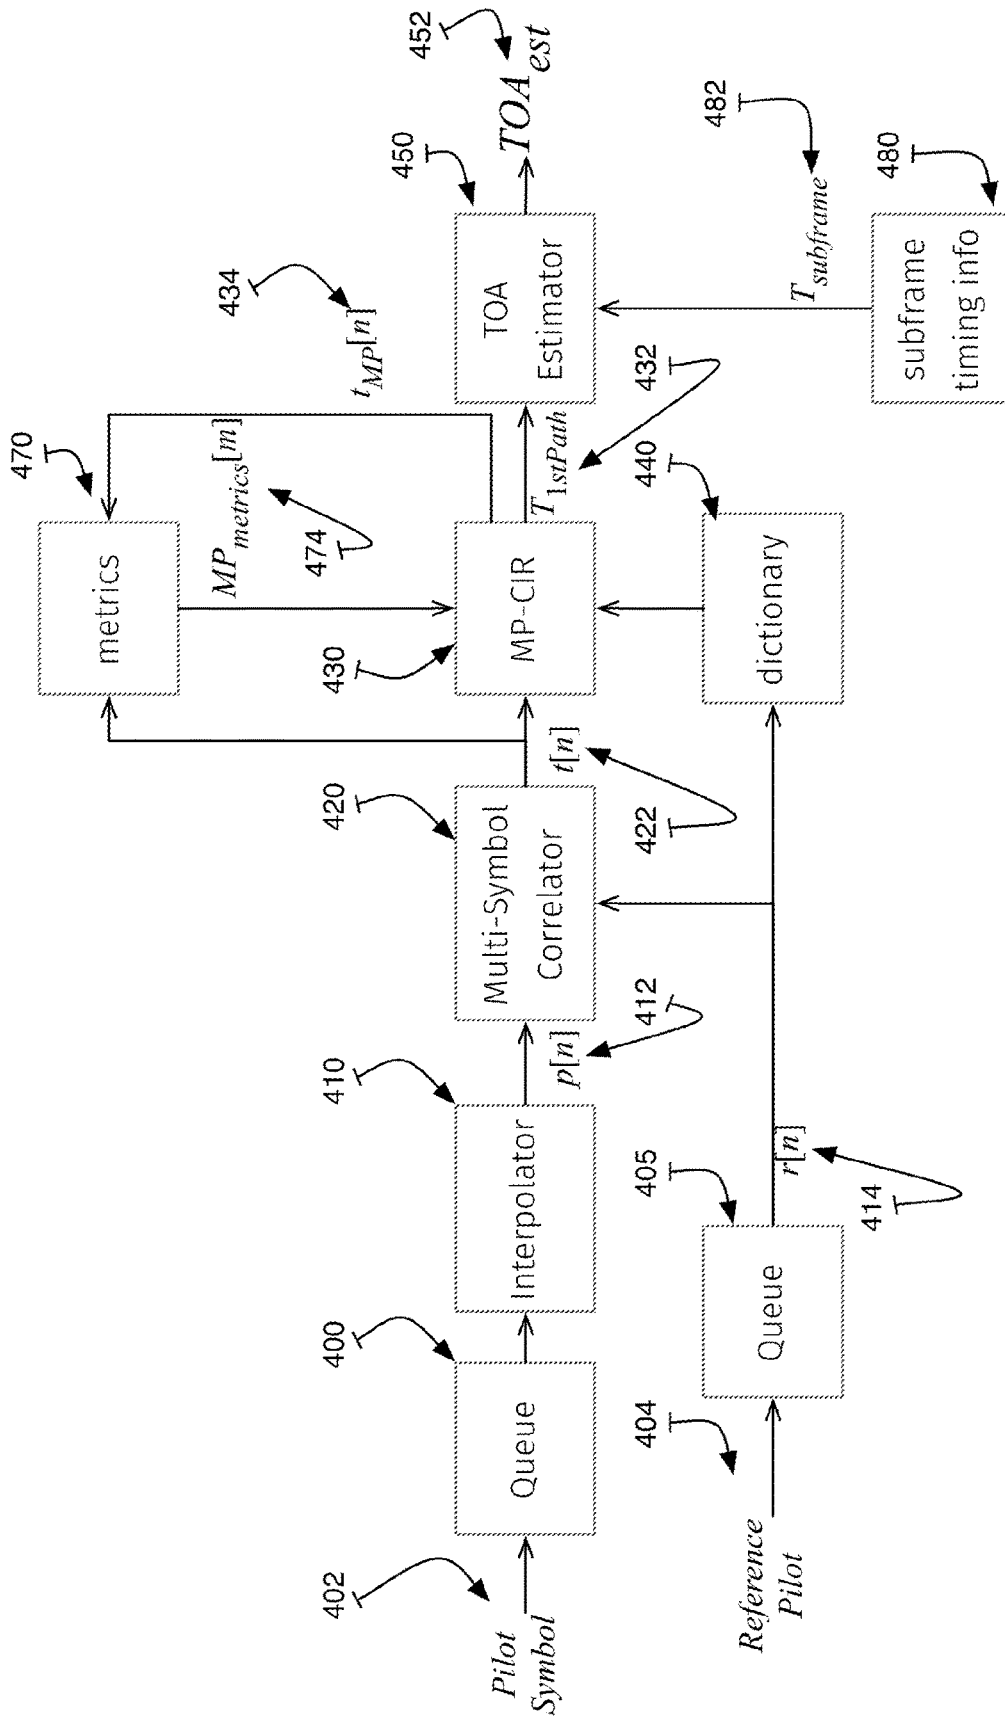 470
metrics
MP_metrics[m]
474
434
t_MP[n]
452
TOA_est
402
Pilot
Symbol
400
Queue
410
Interpolator
p[n]
412
420
Multi-Symbol
Correlator
t[n]
422
430
MP-CIR
T_1stPath
432
450
TOA
Estimator
T_subframe
482
404
Reference
Pilot
405
Queue
r[n]
414
440
dictionary
480
subframe
timing info